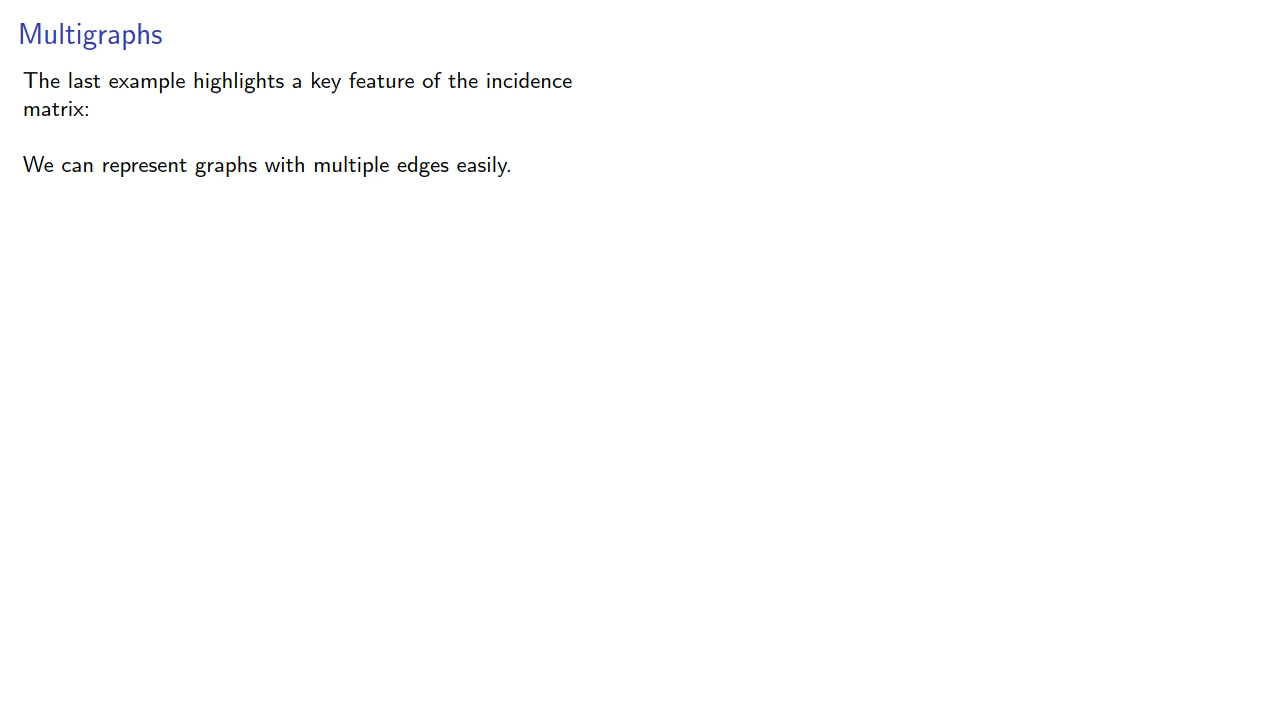 Multigraphs
The last example highlights a key feature of the incidence
matrix:
We can represent graphs with multiple edges easily.